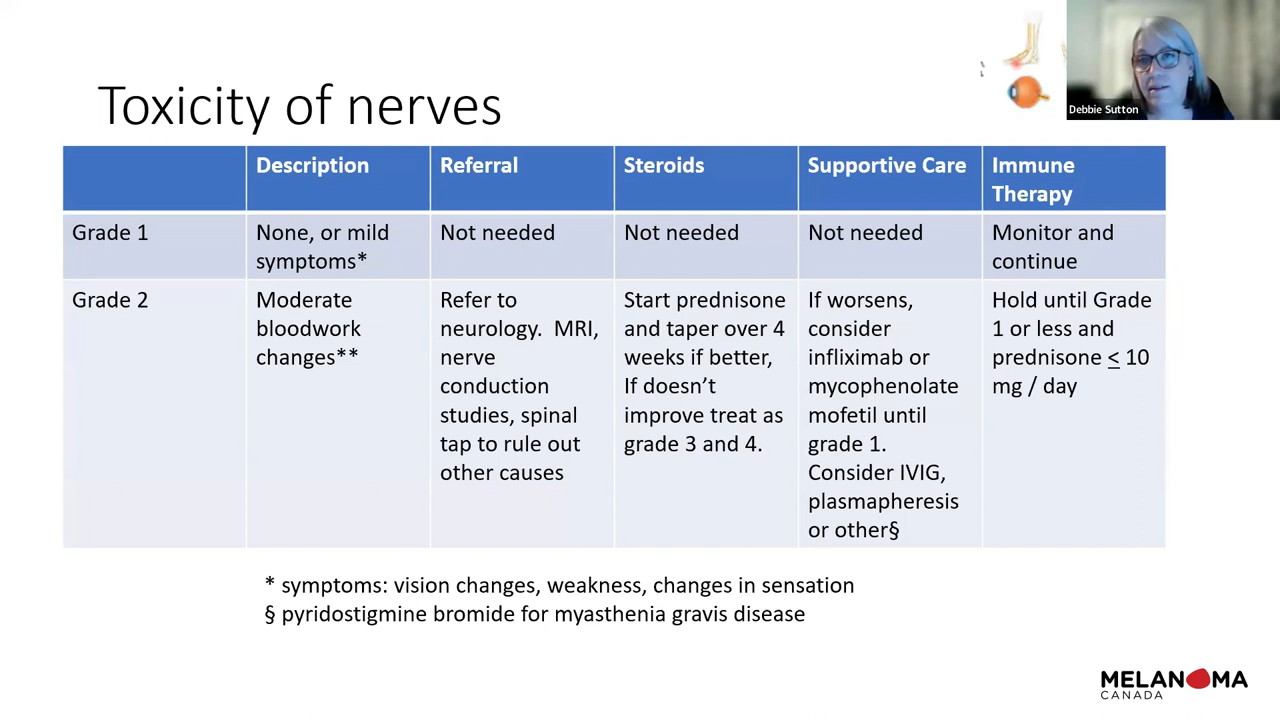 Debbie Sutton
Toxicity of nerves
Description
Referral
Steroids
Supportive Care
Immune
Therapy
Grade 1
None, or mild
symptoms*
Not needed
Not needed
Not needed
Monitor and
continue
Grade 2
Moderate
bloodwork
changes**
Refer to
neurology.  MRI,
nerve
conduction
studies, spinal
tap to rule out
other causes
Start prednisone
and taper over 4
weeks if better,
If doesn’t
improve treat as
grade 3 and 4.
If worsens,
consider
infliximab or
mycophenolate
mofetil until
grade 1.
Consider IVIG,
plasmapheresis
or other§
Hold until Grade
1 or less and
prednisone ≤ 10
mg / day
* symptoms: vision changes, weakness, changes in sensation
§ pyridostigmine bromide for myasthenia gravis disease
MELANOMA
CANADA